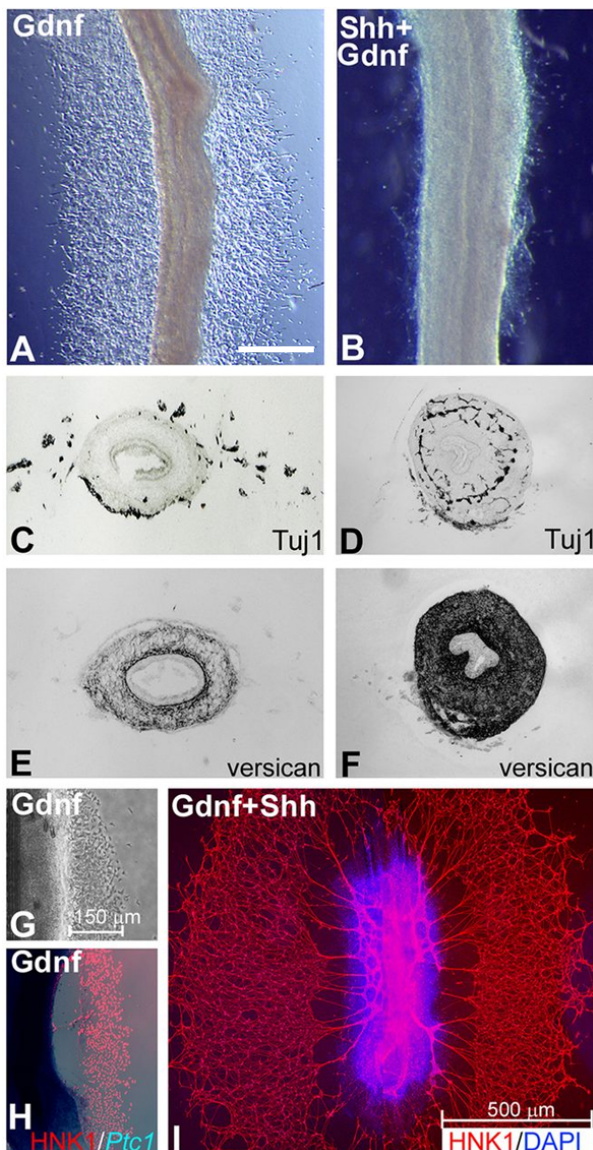 Gdnf
A
Shh+
Gdnf
B
C
Tuj1
D
Tuj1
E
versican
F
versican
Gdnf
G
150 μm
Gdnf
H
HNK1/Ptc1
Gdnf+Shh
I
500 μm
HNK1/DAPI